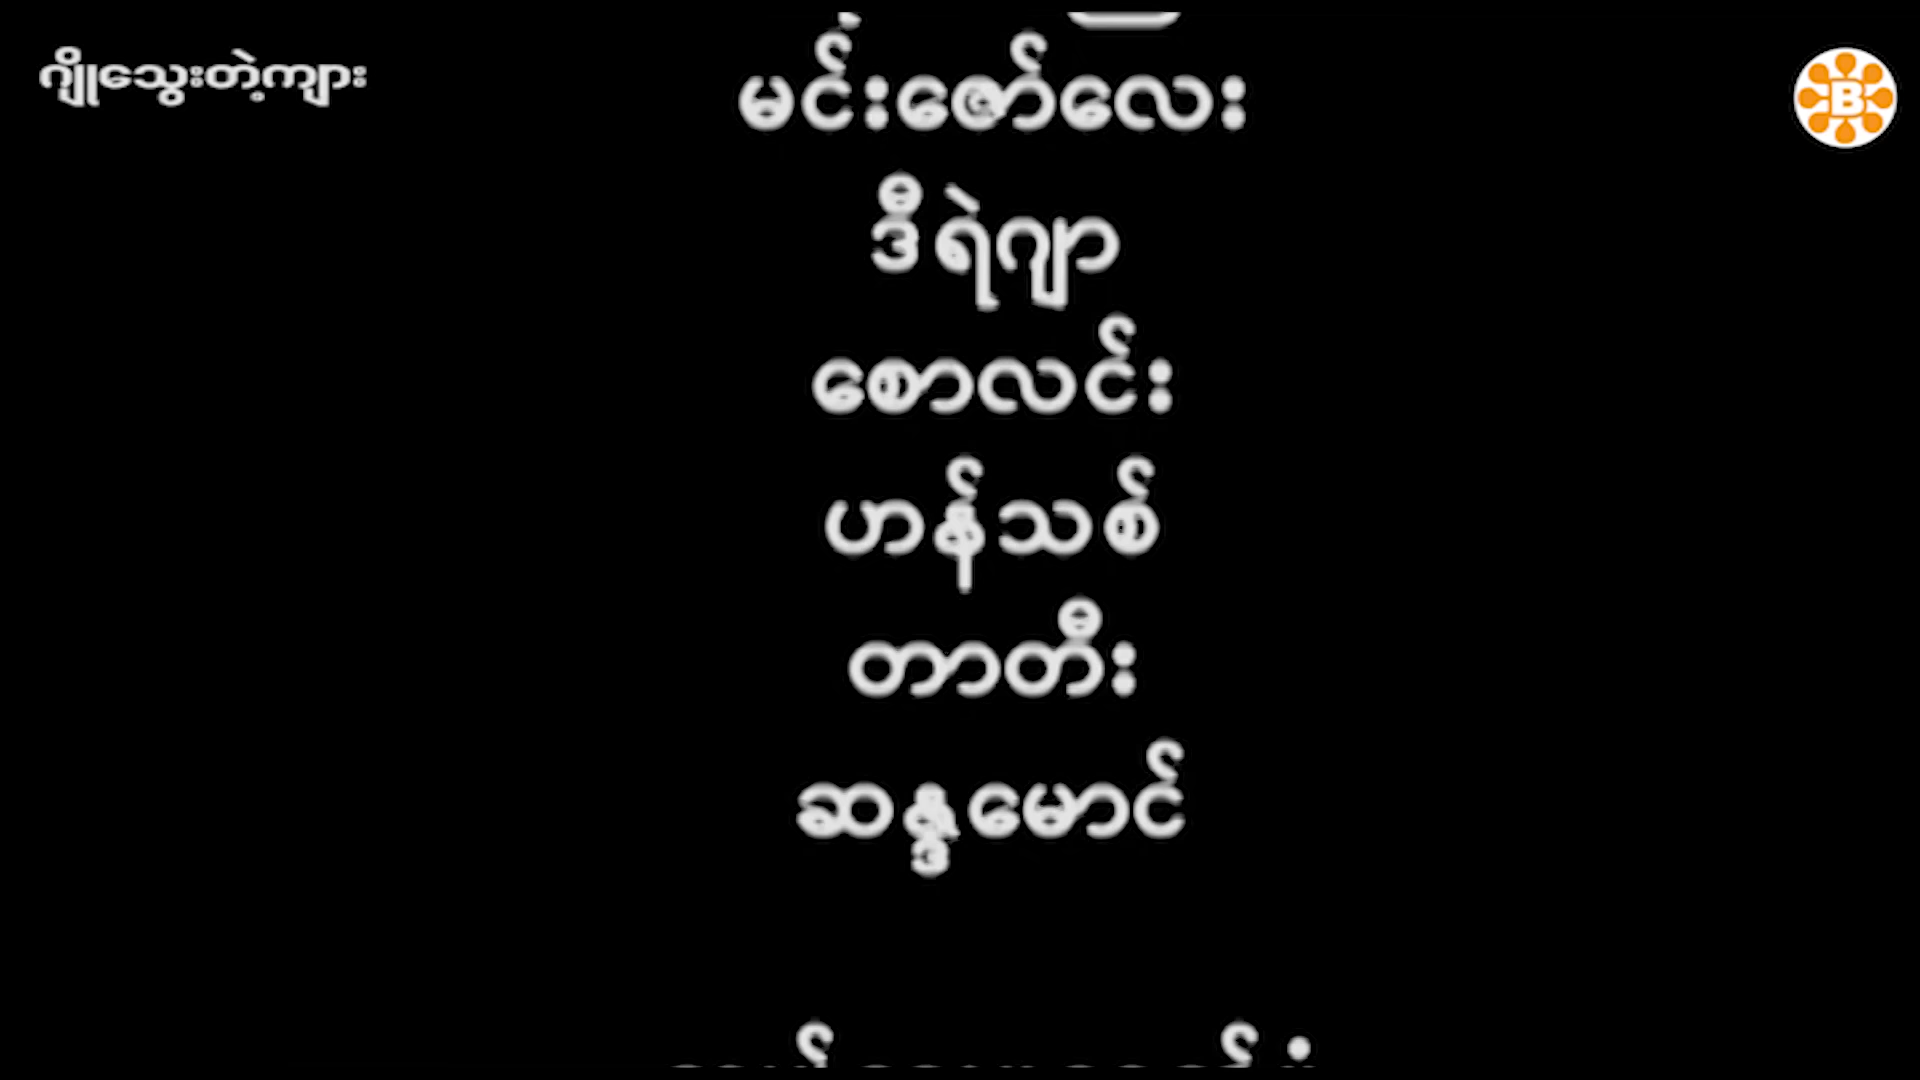 ဂျိုသွေးတဲ့ကျား
B
မင်းဇော်လေး
ဒီရဲဂျာ
စောလင်း
ဟန်သစ်
တာတီး
ဆန္ဒမောင်